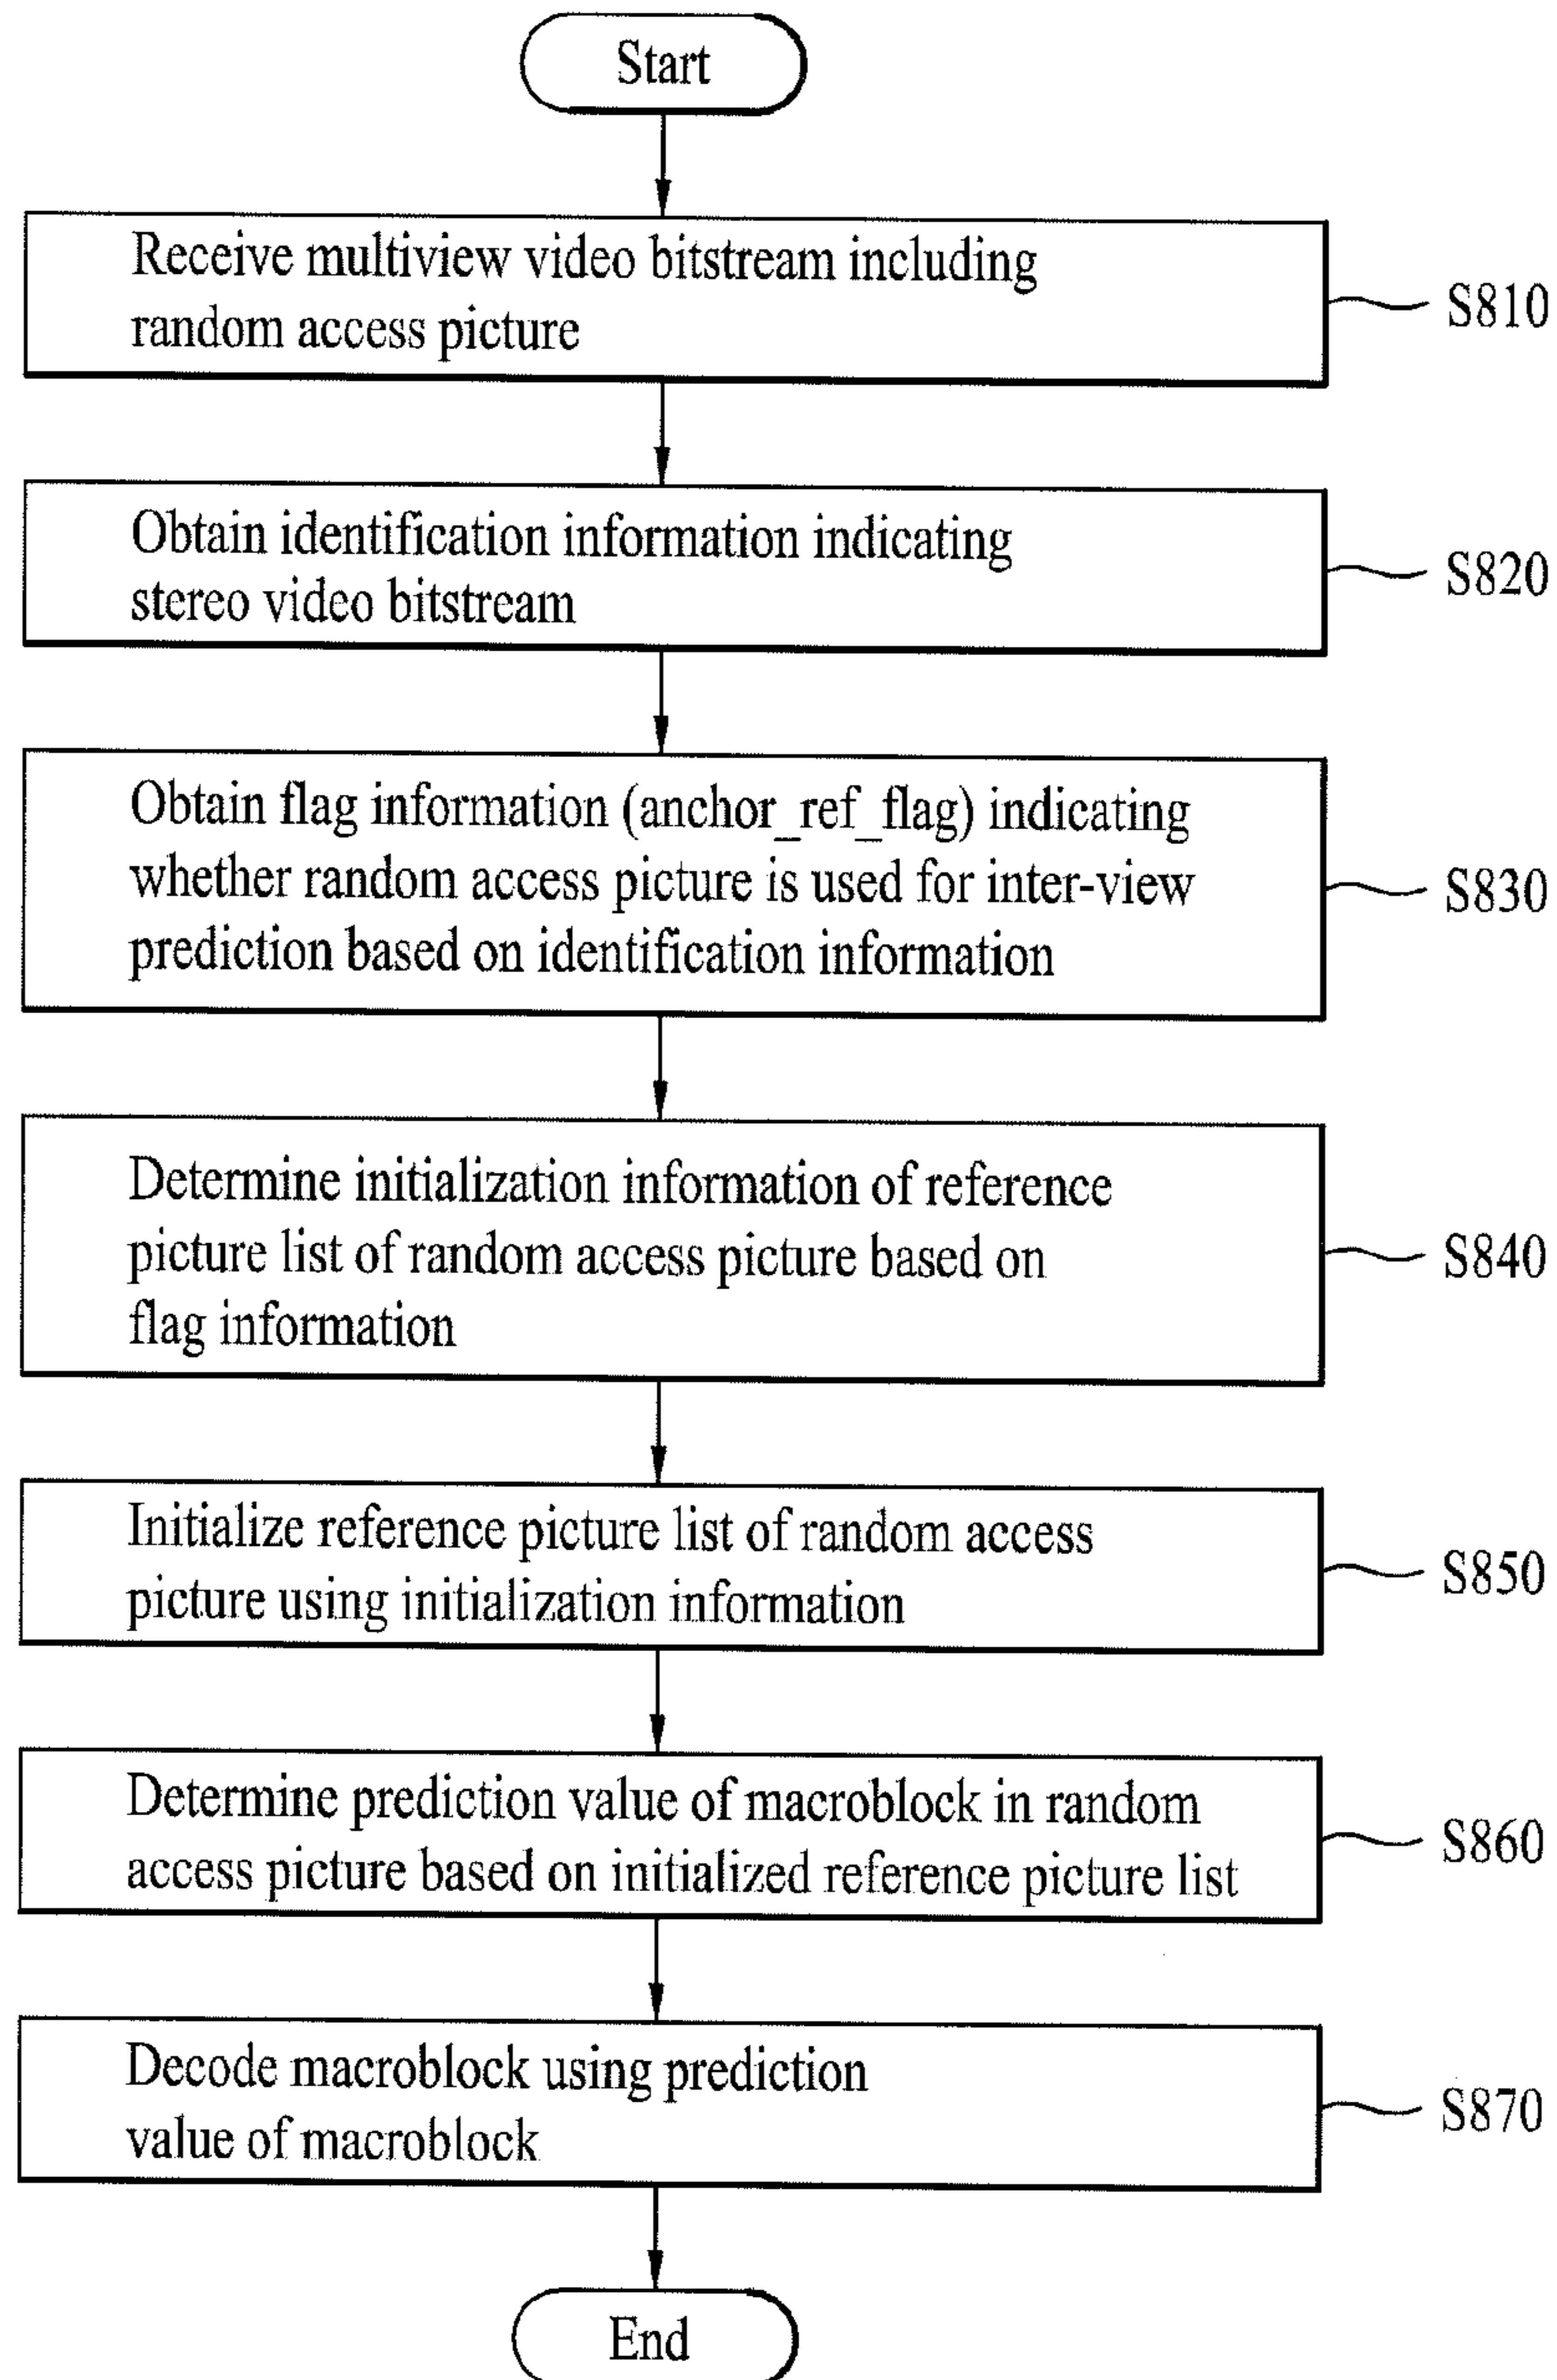 Start
Receive multiview video bitstream including
random access picture
S810
Obtain identification information indicating
stereo video bitstream
S820
Obtain flag information (anchor_ref_flag) indicating
whether random access picture is used for inter-view
prediction based on identification information
S830
Determine initialization information of reference
picture list of random access picture based on
flag information
S840
Initialize reference picture list of random access
picture using initialization information
S850
Determine prediction value of macroblock in random
access picture based on initialized reference picture list
S860
Decode macroblock using prediction
value of macroblock
S870
End